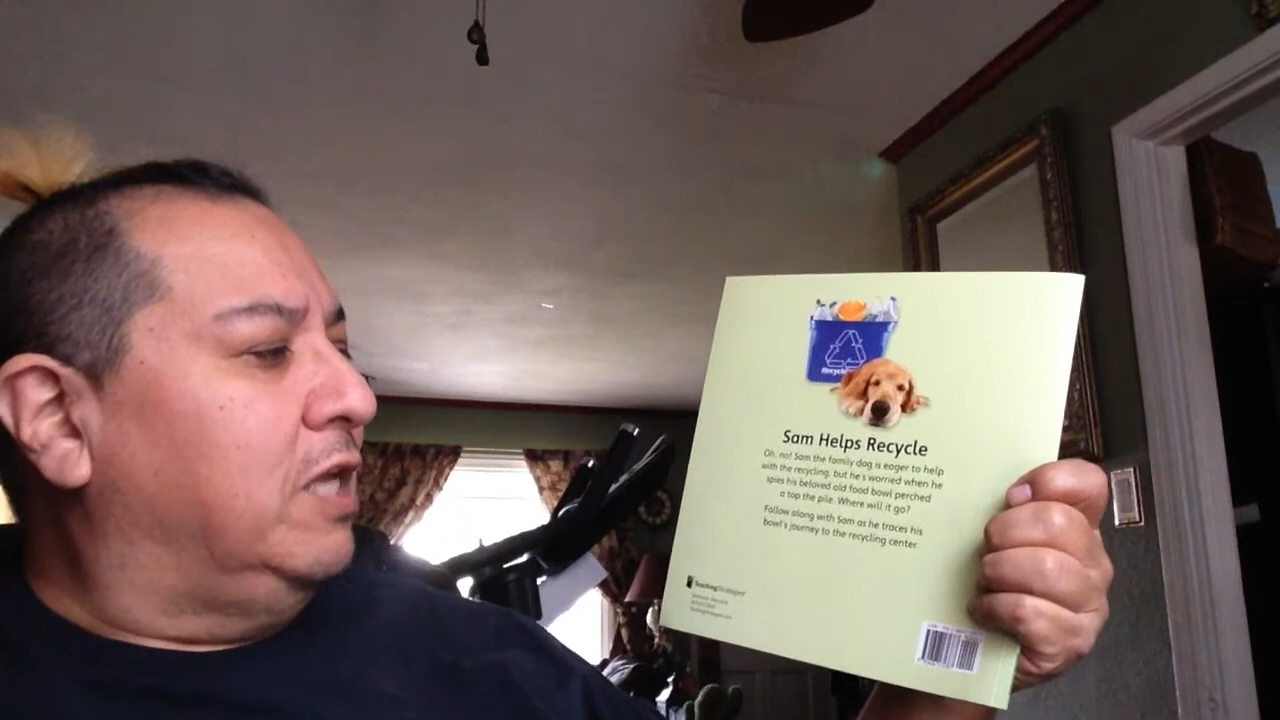 Recycle
Sam Helps Recycle
Oh, no! Sam the family dog is eager to help
with the recycling, but he's worried when he
spies his beloved old food bowl perched
a top the pile. Where will it go?
Follow along with Sam as he traces his
bowl's journey to the recycling center.
TeachingStrategies